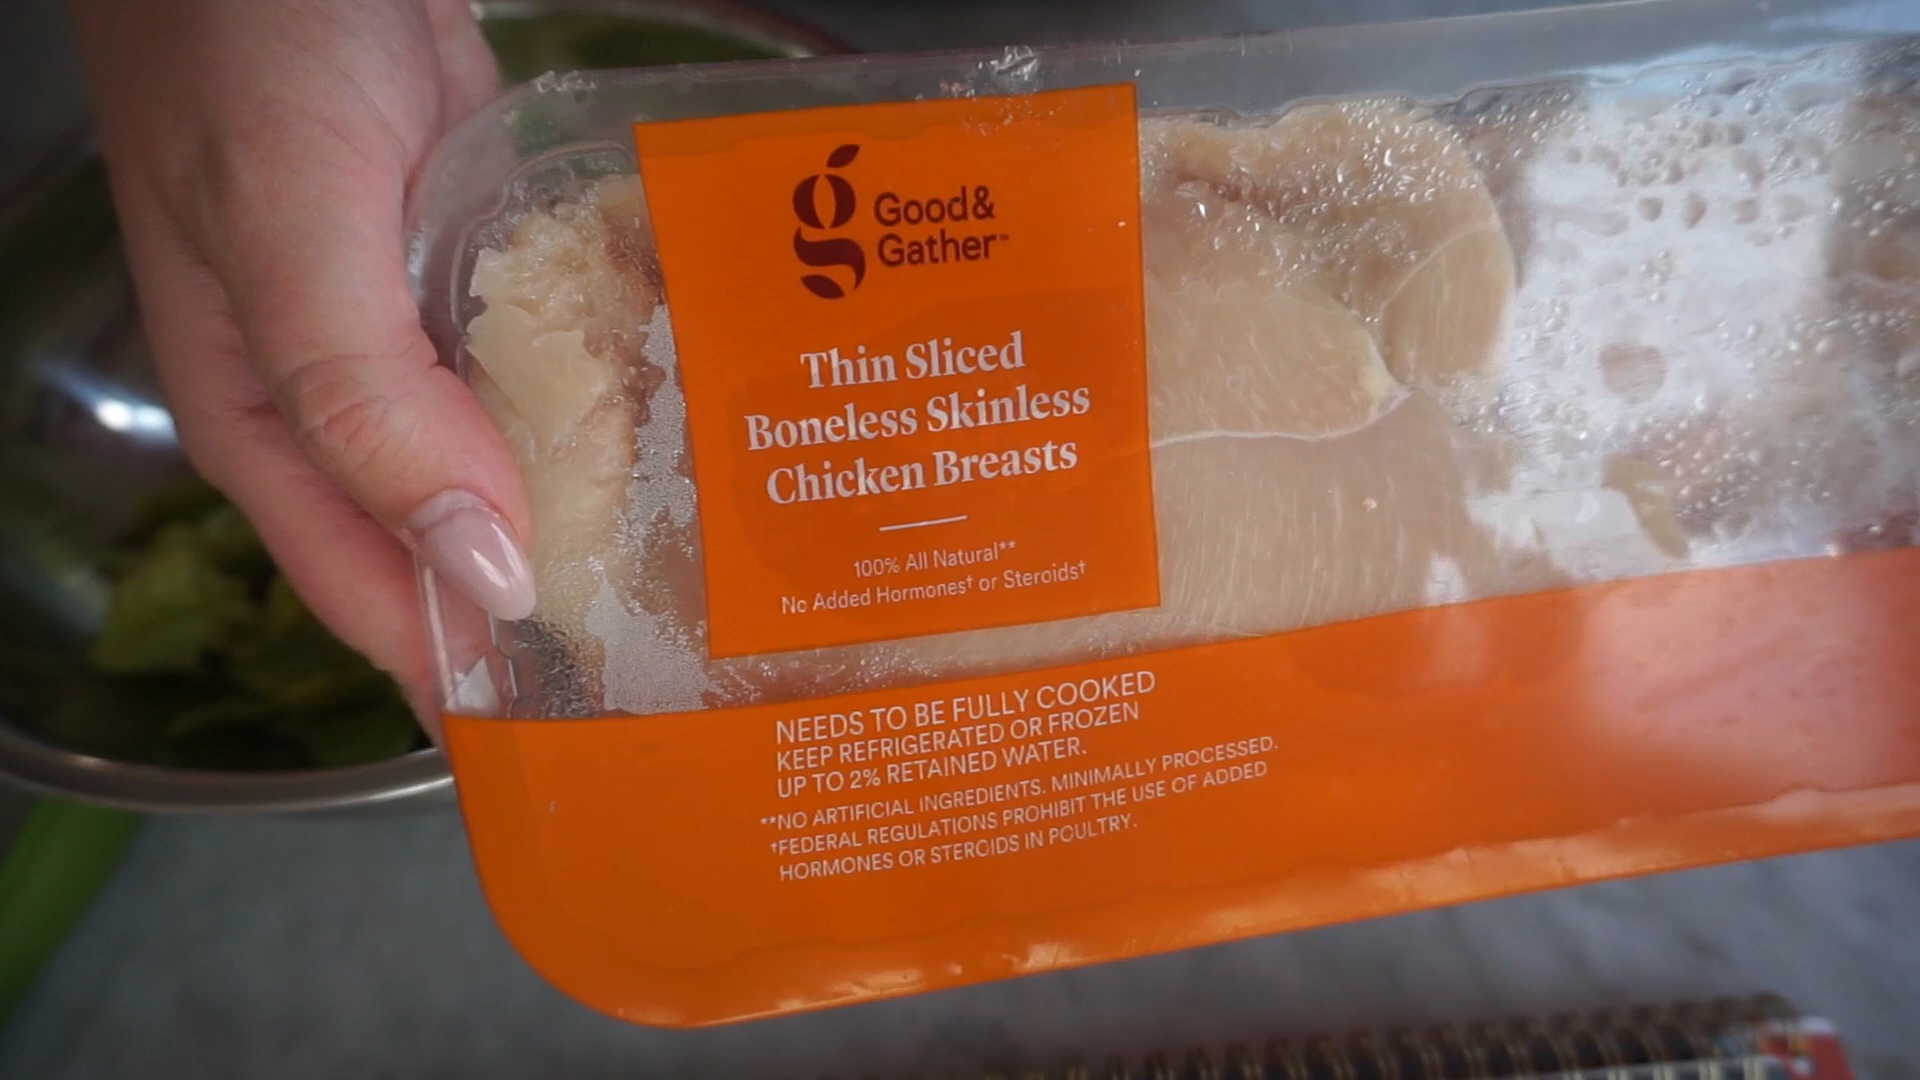 Good &
Gather™
Thin Sliced
Boneless Skinless
Chicken Breasts
100% All Natural**
No Added Hormones† or Steroids†
NEEDS TO BE FULLY COOKED
KEEP REFRIGERATED OR FROZEN
UP TO 2% RETAINED WATER.
**NO ARTIFICIAL INGREDIENTS. MINIMALLY PROCESSED.
†FEDERAL REGULATIONS PROHIBIT THE USE OF ADDED
HORMONES OR STEROIDS IN POULTRY.